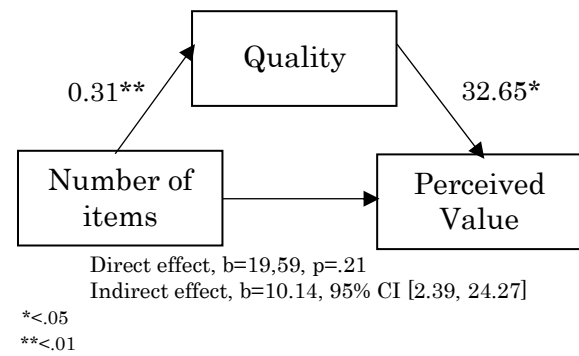 Quality
0.31**
32.65*
Number of
items
Perceived
Value
Direct effect, b=19,59, p=.21
Indirect effect, b=10.14, 95% CI [2.39, 24.27]
*<.05
**<.01